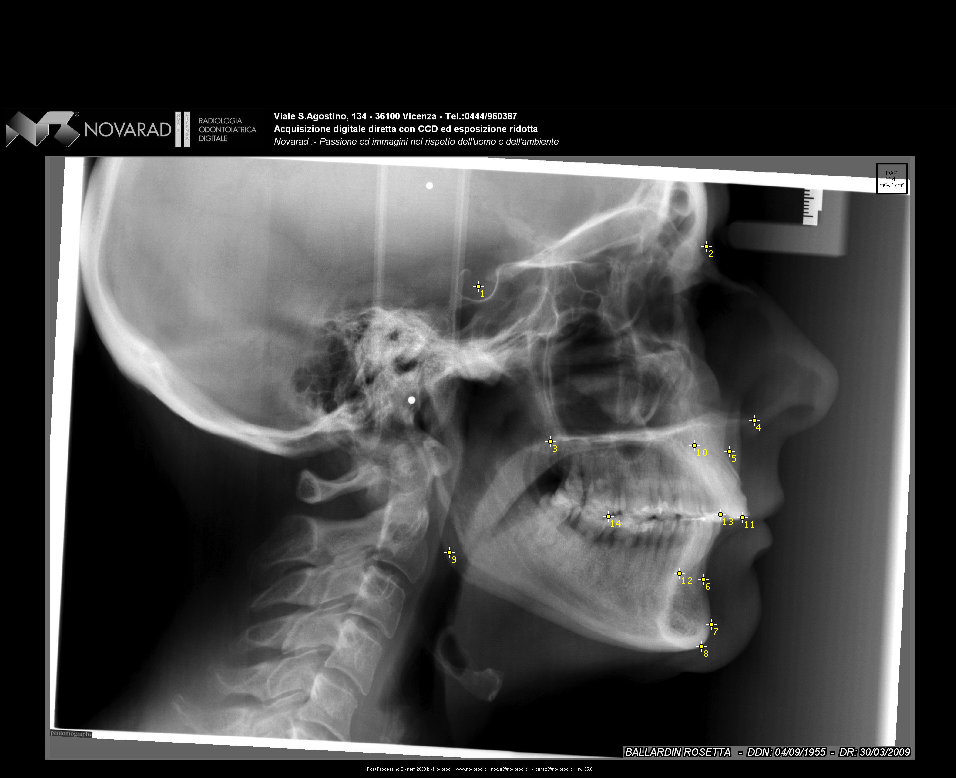 NOVARAD
RADIOLOGIA
ODONTOIATRICA
DIGITALE
Viale S.Agostino, 134 - 36100 Vicenza - Tel.:0444/960367
Acquisizione digitale diretta con CCD ed esposizione ridotta
Novarad .- Passione ed immagini nel rispetto dell'uomo e dell'ambiente
2
1
4
3
10
5
14
13
11
9
12
6
7
8
BALLARDIN ROSETTA - DDN: 04/09/1955 - DR: 30/03/2009